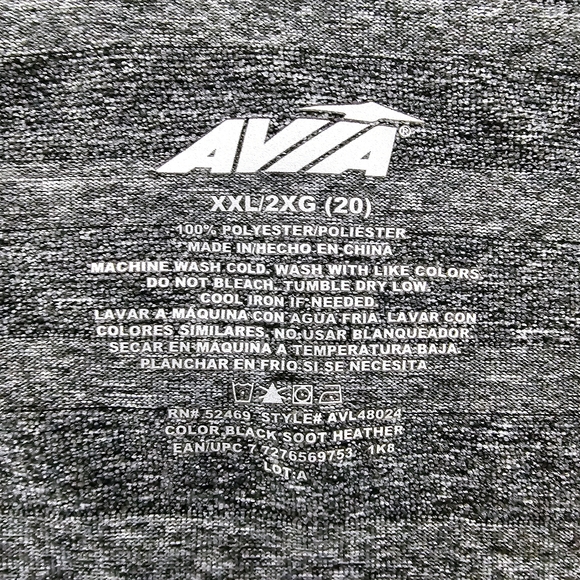 AVIA®
XXL/2XG (20)
100% POLYESTER/POLIÉSTER
MADE IN/HECHO EN CHINA
MACHINE WASH COLD. WASH WITH LIKE COLORS.
DO NOT BLEACH. TUMBLE DRY LOW.
COOL IRON IF NEEDED.
LAVAR A MÁQUINA CON AGUA FRÍA. LAVAR CON
COLORES SIMILARES. NO USAR BLANQUEADOR.
SECAR EN MÁQUINA A TEMPERATURA BAJA.
PLANCHAR EN FRÍO SI SE NECESITA.
RN# 52469 STYLE# AVL48024
COLOR BLACK SOOT HEATHER
EAN/UPC 7 7276569753 1K6
LOT:A